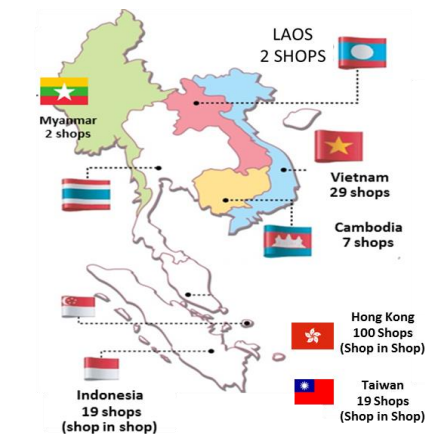 LAOS
2 SHOPS
Myanmar
2 shops
Vietnam
29 shops
Cambodia
7 shops
Hong Kong
100 Shops
(Shop in Shop)
Taiwan
19 Shops
(Shop in Shop)
Indonesia
19 shops
(shop in shop)